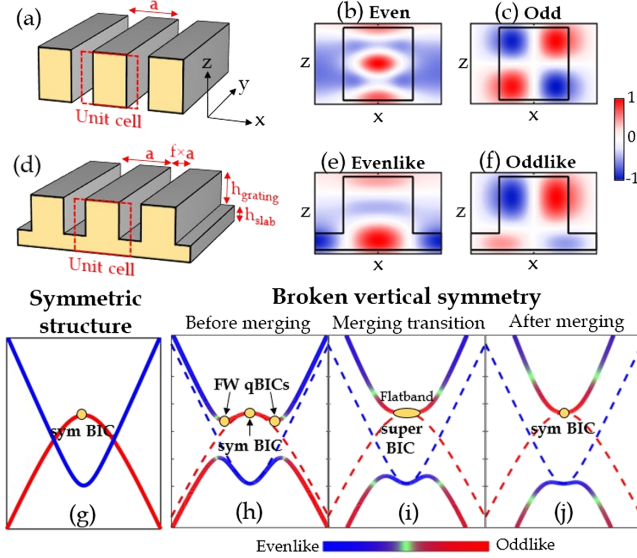 (a)
a
z
y
x
Unit cell
(b) Even
z
x
(c) Odd
z
x
1
0
-1
(d)
a
f×a
h_grating
h_slab
Unit cell
(e) Evenlike
z
x
(f) Oddlike
z
x
Symmetric
structure
Broken vertical symmetry
Before merging
Merging transition
After merging
sym BIC
(g)
FW qBICs
sym BIC
(h)
Flatband
super
BIC
(i)
sym BIC
(j)
Evenlike
Oddlike